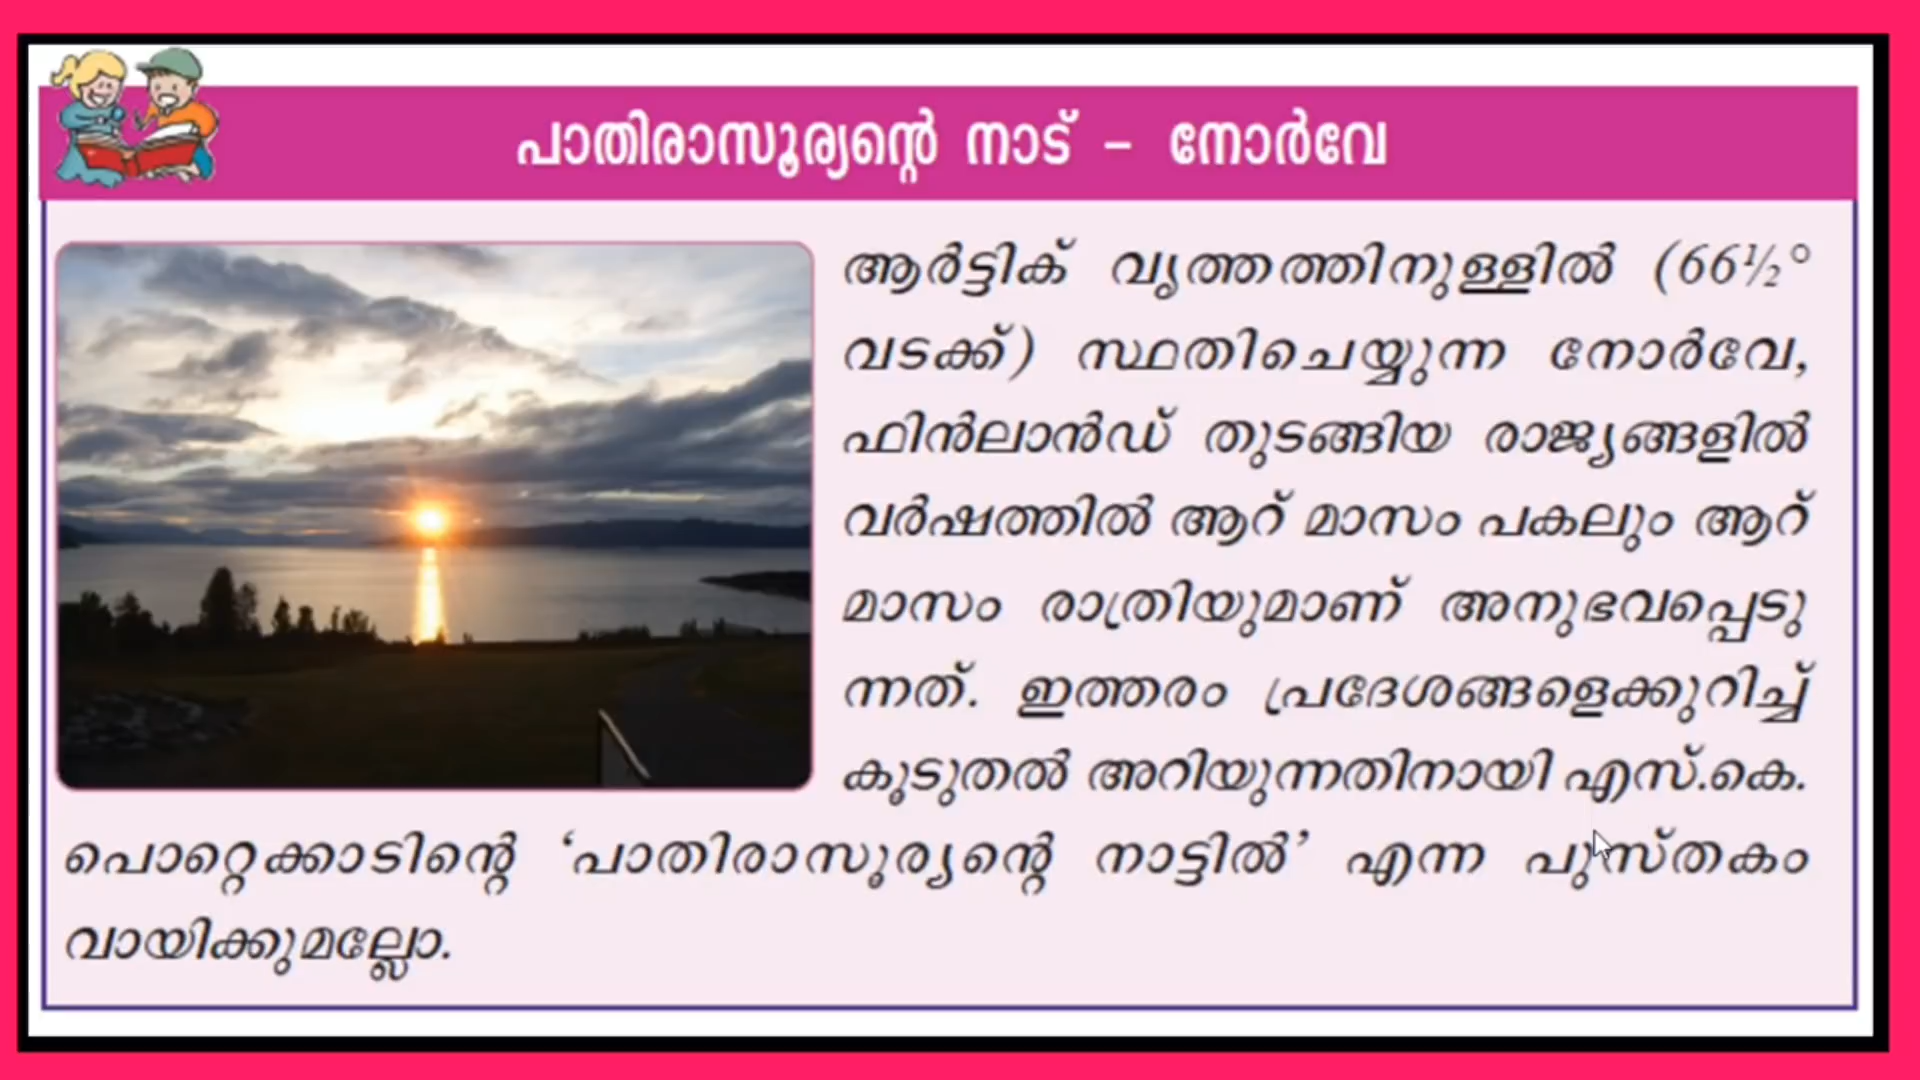 പാതിരാസൂര്യന്റെ നാട് – നോർവേ
ആർട്ടിക് വൃത്തത്തിനുള്ളിൽ (66½°
വടക്ക്) സ്ഥതിചെയ്യുന്ന നോർവേ,
ഫിൻലാൻഡ് തുടങ്ങിയ രാജ്യങ്ങളിൽ
വർഷത്തിൽ ആറ് മാസം പകലും ആറ്
മാസം രാത്രിയുമാണ് അനുഭവപ്പെടു
ന്നത്. ഇത്തരം പ്രദേശങ്ങളെക്കുറിച്ച്
കൂടുതൽ അറിയുന്നതിനായി എസ്.കെ.
പൊറ്റെക്കാടിന്റെ ‘പാതിരാസൂര്യന്റെ നാട്ടിൽ’ എന്ന പുസ്തകം
വായിക്കുമല്ലോ.